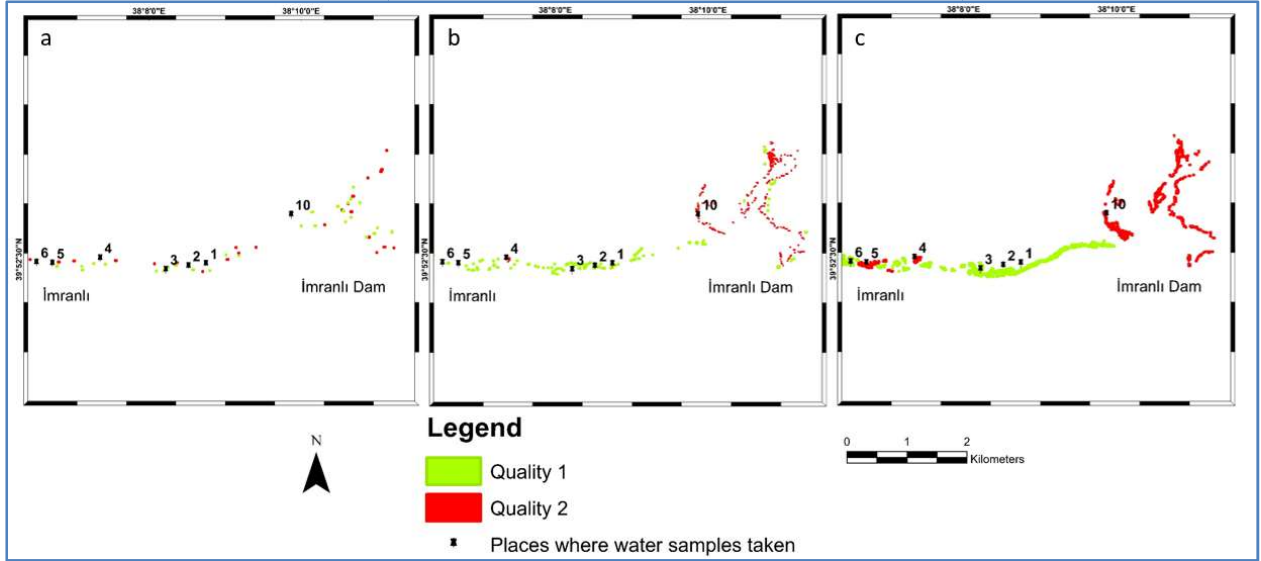 38°8'0"E 38°10'0"E
38°8'0"E 38°10'0"E
38°8'0"E 38°10'0"E
a
b
c
10
10
10
6 5 4 3 2 1
6 5 4 3 2 1
6 5 4 3 2 1
39°52'30"N
39°52'30"N
39°52'30"N
İmranlı
İmranlı Dam
İmranlı
İmranlı Dam
İmranlı
İmranlı Dam
Legend
N
Quality 1
Quality 2
Places where water samples taken
0 1 2
Kilometers